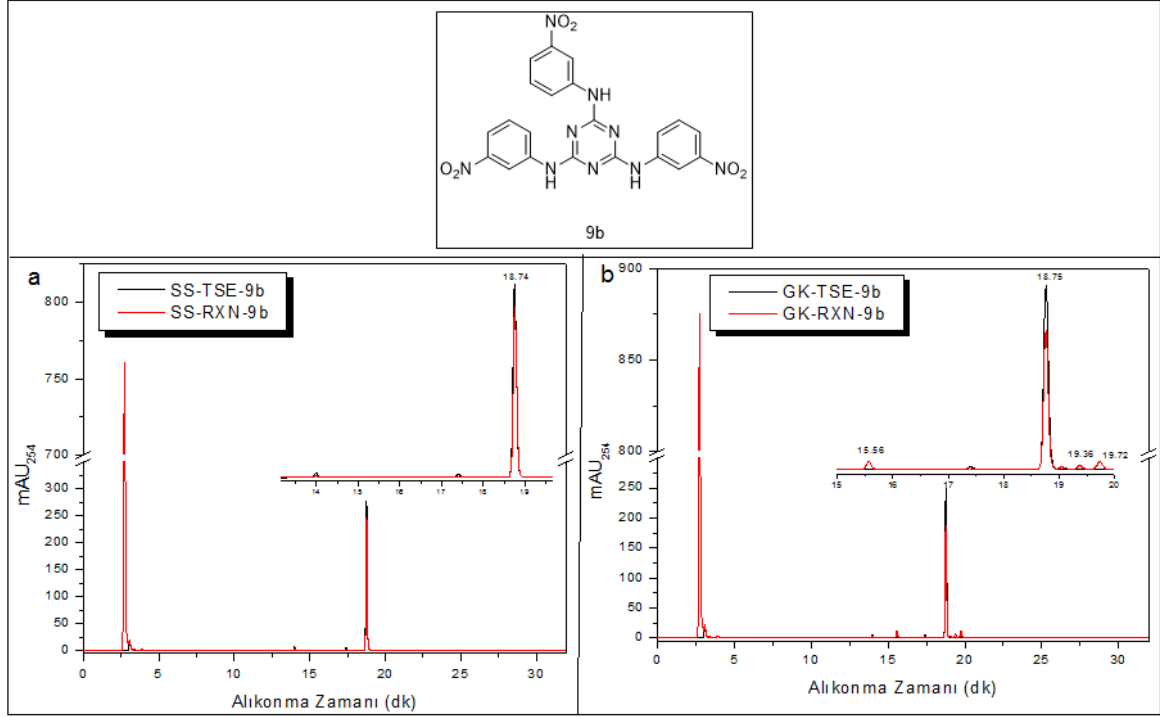 NO₂
NH
N N
N
O₂N
N
H
N
H
NO₂
9b
a
SS-TSE-9b
SS-RXN-9b
18.74
800
750
700
300
250
200
150
100
50
0
14 15 16 17 18 19
0 5 10 15 20 25 30
mAU₂₅₄
Alıkonma Zamanı (dk)
b
GK-TSE-9b
GK-RXN-9b
18.75
15.56
19.36
19.72
900
850
800
250
200
150
100
50
0
15 16 17 18 19 20
0 5 10 15 20 25 30
mAU₂₅₄
Alıkonma Zamanı (dk)